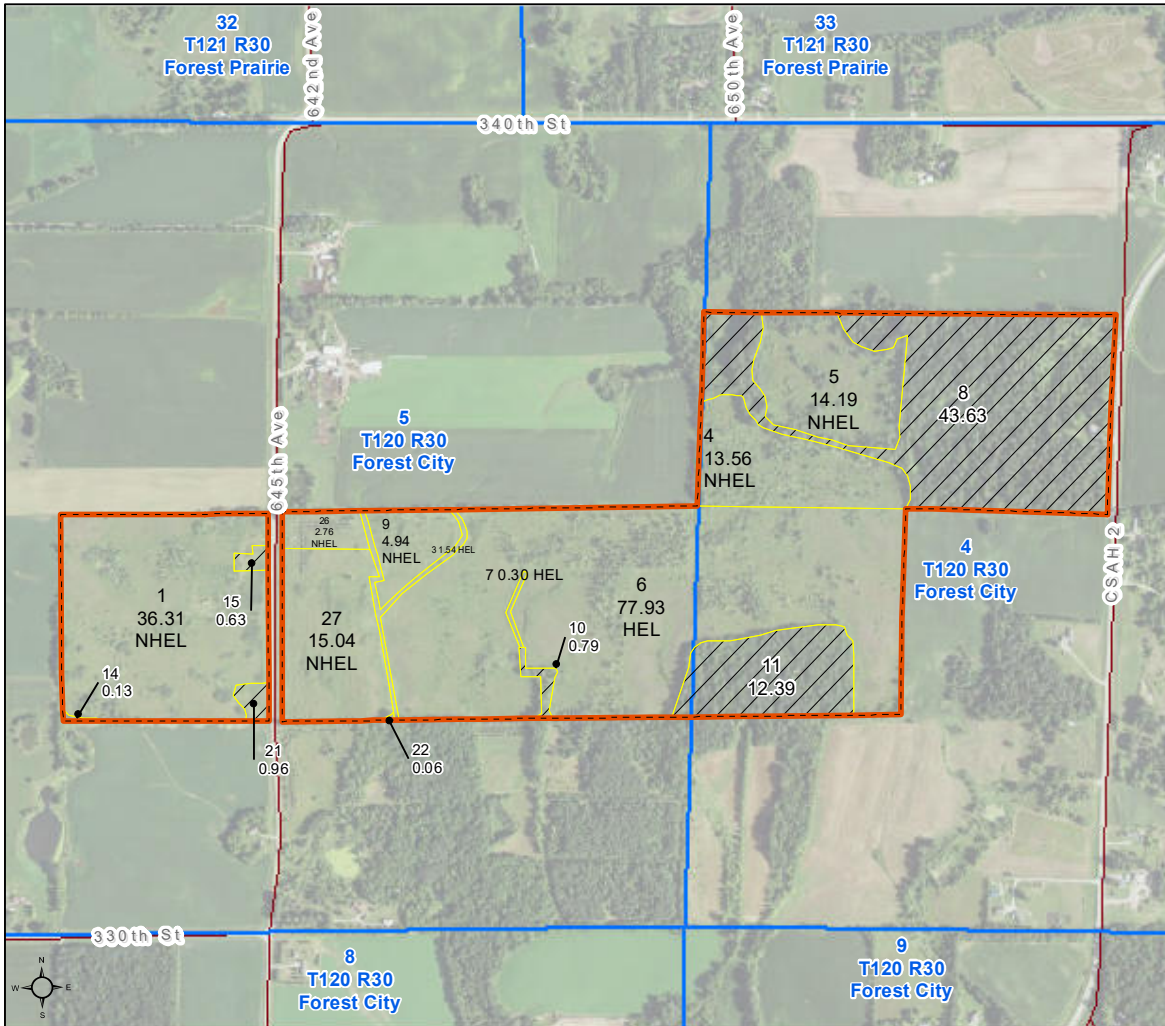 32
T121 R30
Forest Prairie
642nd Ave
650th Ave
33
T121 R30
Forest Prairie
340th St
5
14.19
NHEL
8
43.63
4
13.56
NHEL
645th Ave
5
T120 R30
Forest City
26
2.76
NHEL
9
4.94
NHEL
3 1.54 HEL
7 0.30 HEL
6
77.93
HEL
4
T120 R30
Forest City
CSAH 2
1
36.31
NHEL
15
0.63
27
15.04
NHEL
10
0.79
11
12.39
14
0.13
21
0.96
22
0.06
330th St
8
T120 R30
Forest City
9
T120 R30
Forest City
N
W E
S